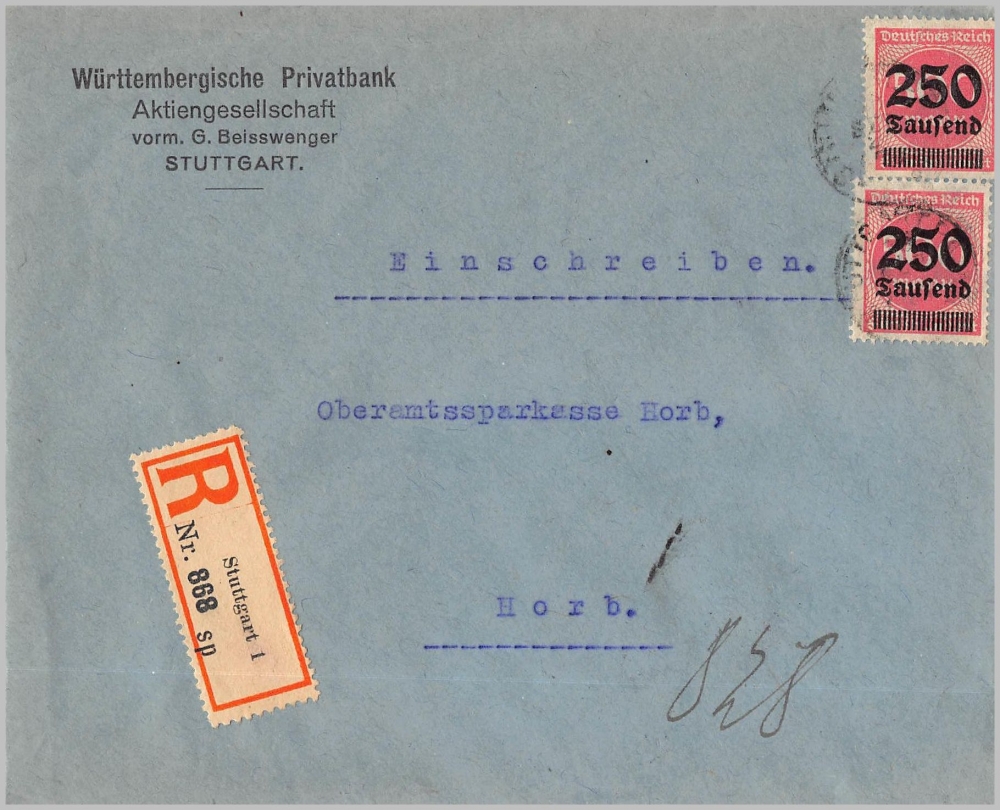 Württembergische Privatbank
Aktiengesellschaft
vorm. G. Beisswenger
STUTTGART.
Deutsches Reich
250
Tausend
Deutsches Reich
250
Tausend
Einschreiben.
Oberamtssparkasse Horb,
R
Stuttgart 1
Nr. 868 sp
Horb.
828